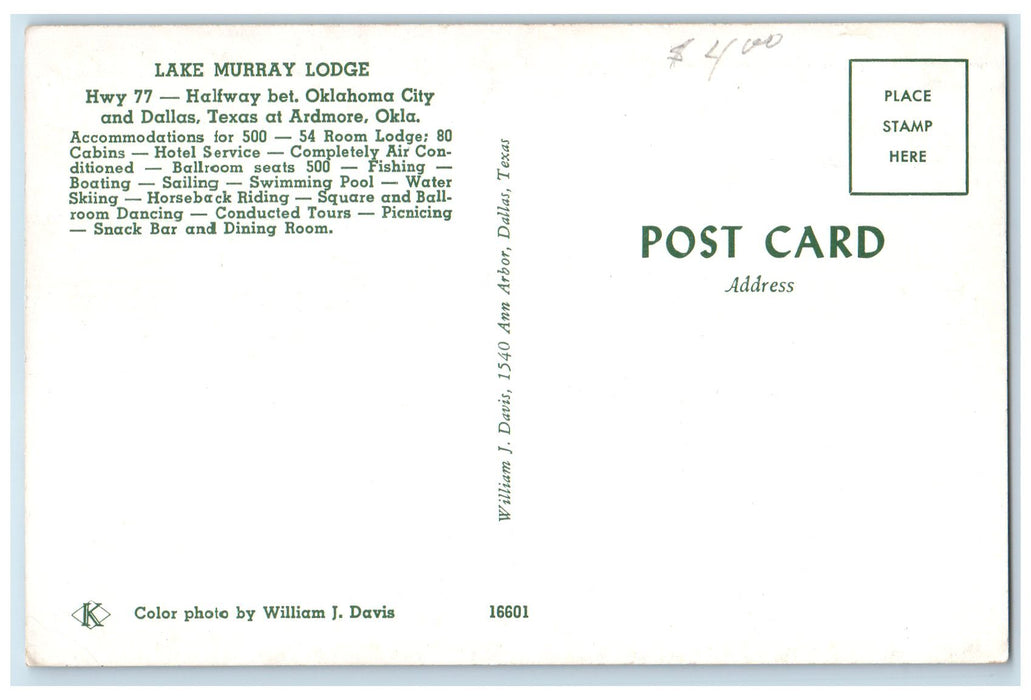 LAKE MURRAY LODGE
Hwy 77 — Halfway bet. Oklahoma City
and Dallas, Texas at Ardmore, Okla.
Accommodations for 500 — 54 Room Lodge; 80
Cabins — Hotel Service — Completely Air Con-
ditioned — Ballroom seats 500 — Fishing —
Boating — Sailing — Swimming Pool — Water
Skiing — Horseback Riding — Square and Ball-
room Dancing — Conducted Tours — Picnicing
— Snack Bar and Dining Room.
K Color photo by William J. Davis
William J. Davis, 1540 Ann Arbor, Dallas, Texas
16601
$ 4 00
PLACE
STAMP
HERE
POST CARD
Address